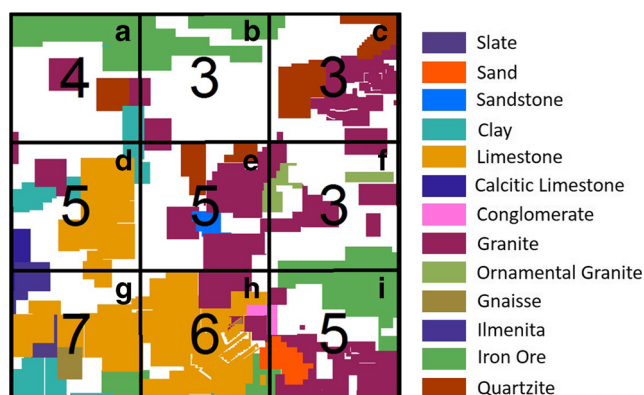 a b c
4 3 3
d e f
5 5 3
g h i
7 6 5
Slate
Sand
Sandstone
Clay
Limestone
Calcitic Limestone
Conglomerate
Granite
Ornamental Granite
Gnaisse
Ilmenita
Iron Ore
Quartzite